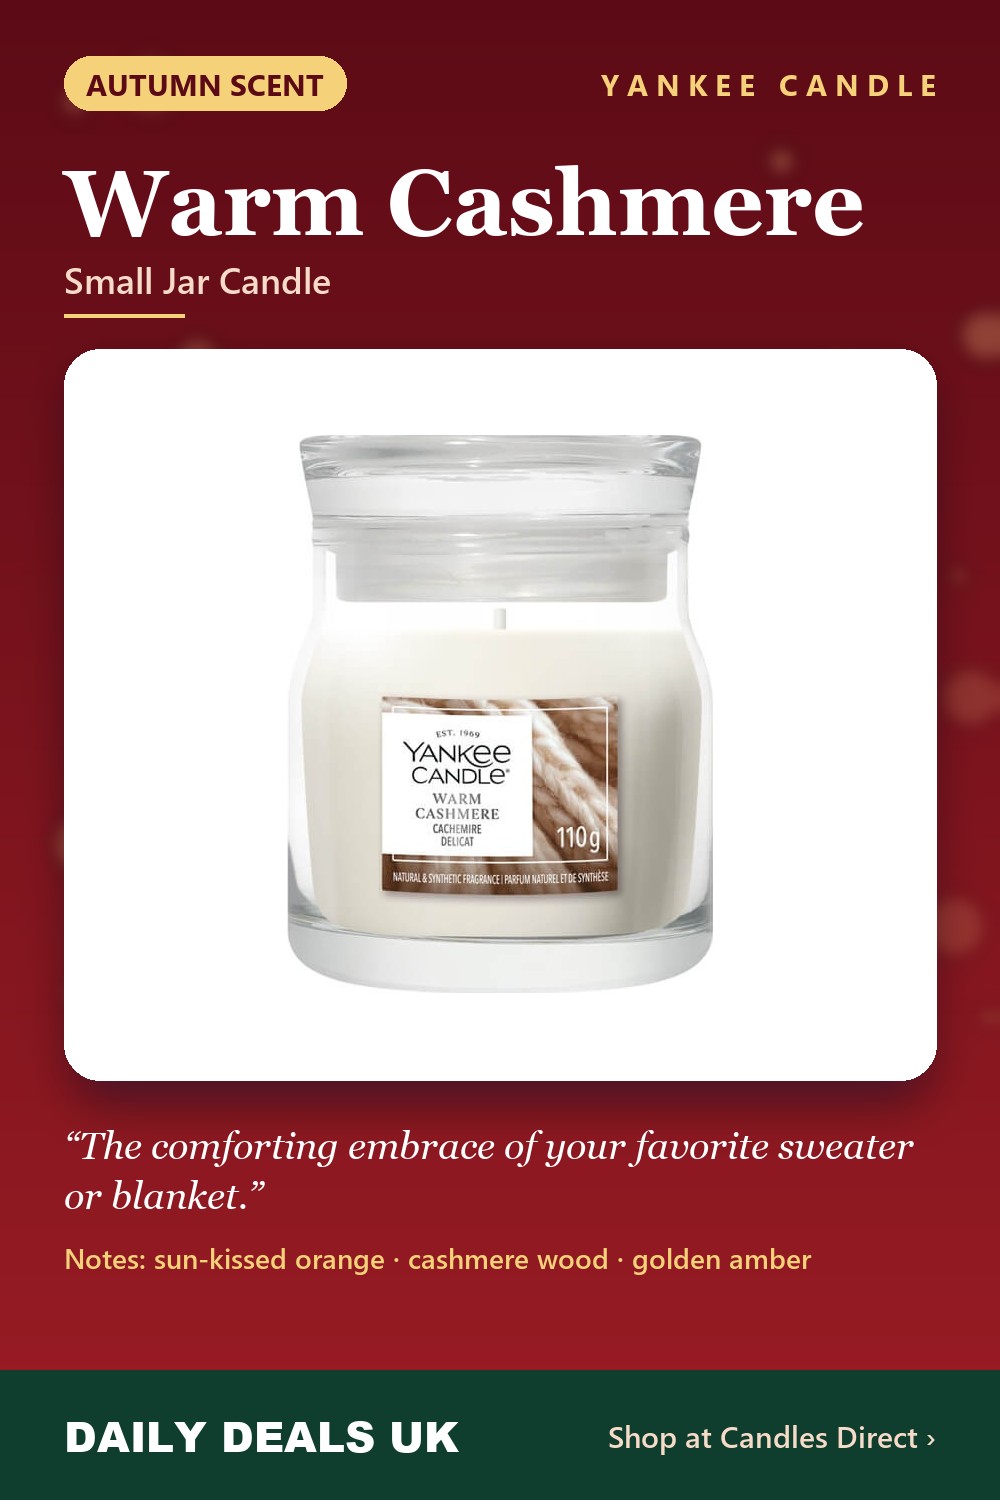 AUTUMN SCENT
YANKEE CANDLE
Warm Cashmere
Small Jar Candle
EST. 1969
YANKEE
CANDLE®
WARM
CASHMERE
CACHEMIRE
DELICAT
110g
NATURAL & SYNTHETIC FRAGRANCE | PARFUM NATUREL ET DE SYNTHÈSE
“The comforting embrace of your favorite sweater
or blanket.”
Notes: sun-kissed orange · cashmere wood · golden amber
DAILY DEALS UK
Shop at Candles Direct ›